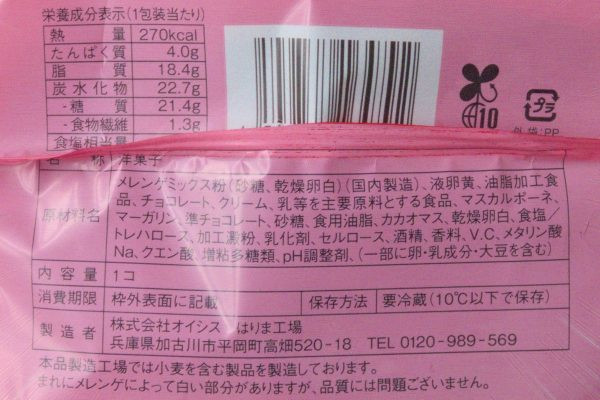 栄養成分表示(1包装当たり)
熱 量 270kcal
たんぱく質 4.0g
脂 質 18.4g
炭水化物 22.7g
-糖 質 21.4g
-食物繊維 1.3g
食塩相当量
10
プラ
外袋:PP
名 称 洋菓子
原材料名
メレンゲミックス粉(砂糖、乾燥卵白)(国内製造)、液卵黄、油脂加工食
品、チョコレート、クリーム、乳等を主要原料とする食品、マスカルポーネ、
マーガリン、準チョコレート、砂糖、食用油脂、カカオマス、乾燥卵白、食塩/
トレハロース、加工澱粉、乳化剤、セルロース、酒精、香料、V.C、メタリン酸
Na、クエン酸、増粘多糖類、pH調整剤、(一部に卵・乳成分・大豆を含む)
内 容 量 1コ
消費期限 枠外表面に記載 保存方法 要冷蔵(10℃以下で保存)
製 造 者 株式会社オイシス はりま工場
兵庫県加古川市平岡町高畑520-18 TEL 0120-989-569
本品製造工場では小麦を含む製品を製造しております。
まれにメレンゲによって白い部分がありますが、品質には問題ございません。